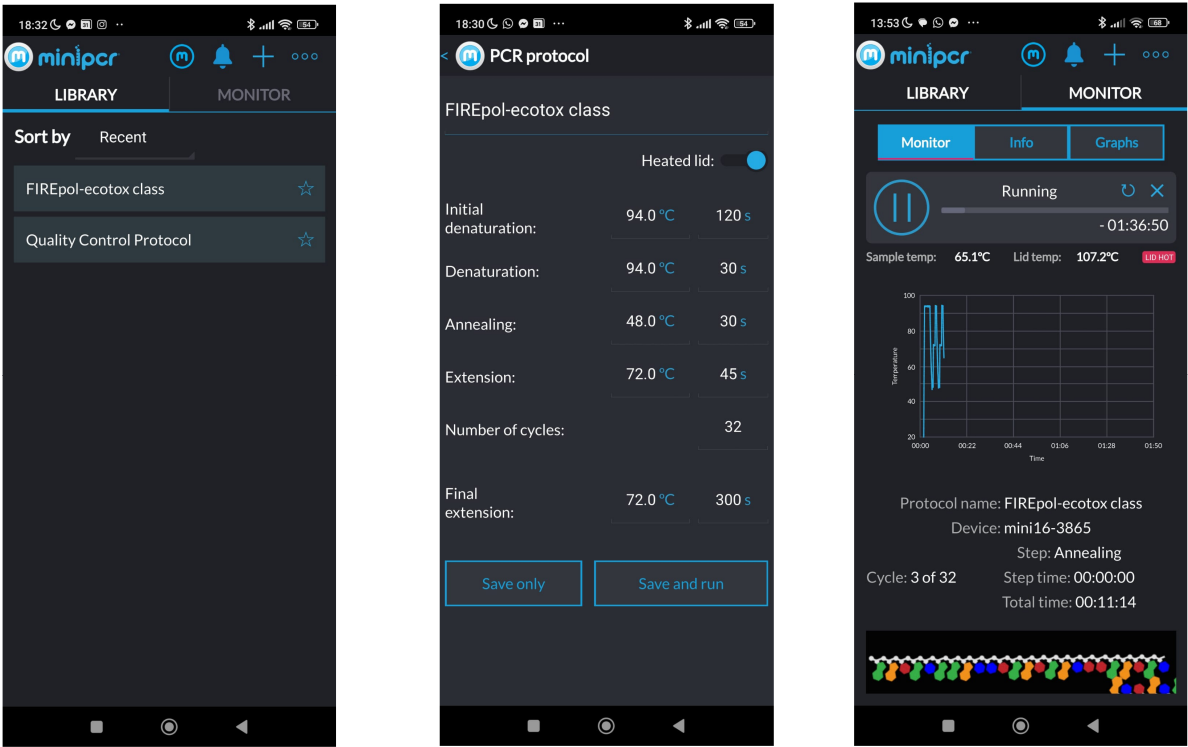 18:32 31 54
minipcr
LIBRARY MONITOR
Sort by Recent
FIREpol-ecotox class
Quality Control Protocol
18:30 31 54
< PCR protocol
FIREpol-ecotox class
Heated lid:
Initial denaturation: 94.0 °C 120 s
Denaturation: 94.0 °C 30 s
Annealing: 48.0 °C 30 s
Extension: 72.0 °C 45 s
Number of cycles: 32
Final extension: 72.0 °C 300 s
Save only Save and run
13:53 68
minipcr
LIBRARY MONITOR
Monitor Info Graphs
Running
- 01:36:50
Sample temp: 65.1°C Lid temp: 107.2°C LID HOT
100
80
60
40
20
Temperature
00:00 00:22 00:44 01:06 01:28 01:50
Time
Protocol name: FIREpol-ecotox class
Device: mini16-3865
Step: Annealing
Cycle: 3 of 32 Step time: 00:00:00
Total time: 00:11:14